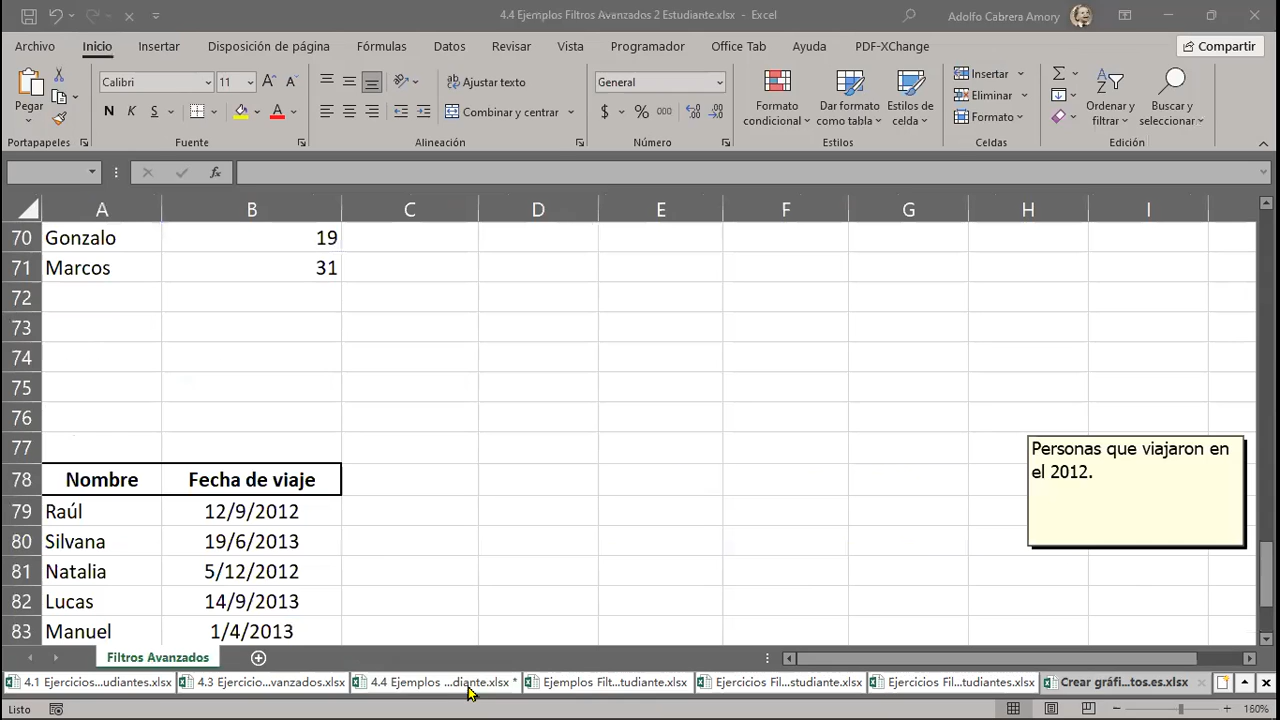 4.4 Ejemplos Filtros Avanzados 2 Estudiante.xlsx - Excel
Adolfo Cabrera Amory
Archivo Inicio Insertar Disposición de página Fórmulas Datos Revisar Vista Programador Office Tab Ayuda PDF-XChange Compartir
Pegar
Calibri 11
N K S
Ajustar texto
Combinar y centrar
General
$ % 000
Formato condicional
Dar formato como tabla
Estilos de celda
Insertar
Eliminar
Formato
Ordenar y filtrar
Buscar y seleccionar
Portapapeles Fuente Alineación Número Estilos Celdas Edición
fx
A B C D E F G H I
70 Gonzalo 19
71 Marcos 31
72
73
74
75
76
77
Personas que viajaron en
el 2012.
78 Nombre Fecha de viaje
79 Raúl 12/9/2012
80 Silvana 19/6/2013
81 Natalia 5/12/2012
82 Lucas 14/9/2013
83 Manuel 1/4/2013
Filtros Avanzados
4.1 Ejercicios...udiantes.xlsx 4.3 Ejercicio...vanzados.xlsx 4.4 Ejemplos ...diante.xlsx * Ejemplos Filt...tudiante.xlsx Ejercicios Fil...studiante.xlsx Ejercicios Fil...tudiantes.xlsx Crear gráfi...tos.es.xlsx
Listo 160%